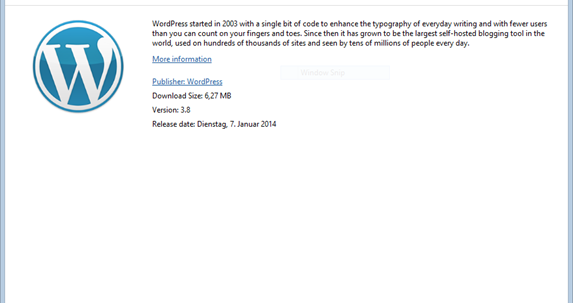 WordPress started in 2003 with a single bit of code to enhance the typography of everyday writing and with fewer users
than you can count on your fingers and toes. Since then it has grown to be the largest self-hosted blogging tool in the
world, used on hundreds of thousands of sites and seen by tens of millions of people every day.
More information
Window Snip
Publisher: WordPress
Download Size: 6,27 MB
Version: 3.8
Release date: Dienstag, 7. Januar 2014